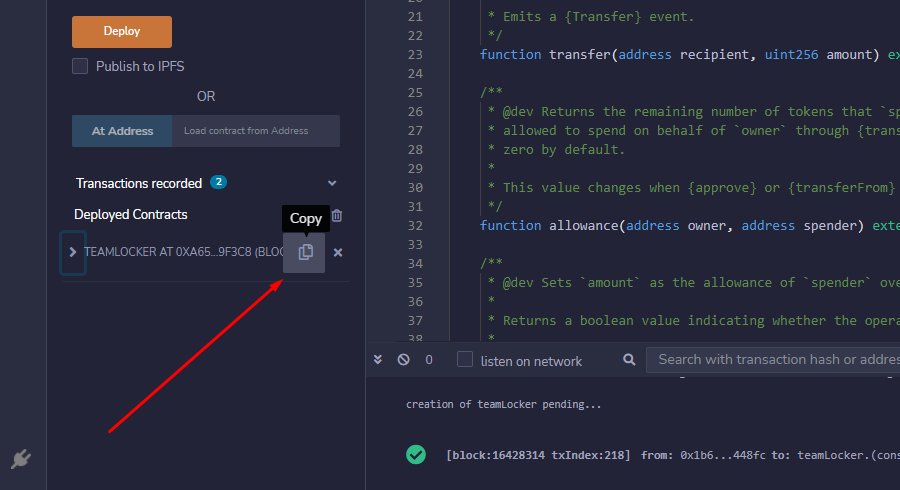 Deploy
Publish to IPFS
OR
At Address
Load contract from Address
Transactions recorded 2
Deployed Contracts
Copy
TEAMLOCKER AT 0XA65...9F3C8 (BLOC
21 * Emits a {Transfer} event.
22 */
23 function transfer(address recipient, uint256 amount) ex
24
25 /**
26 * @dev Returns the remaining number of tokens that `sp
27 * allowed to spend on behalf of `owner` through {trans
28 * zero by default.
29 *
30 * This value changes when {approve} or {transferFrom}
31 */
32 function allowance(address owner, address spender) exte
33
34 /**
35 * @dev Sets `amount` as the allowance of `spender` ove
36 *
37 * Returns a boolean value indicating whether the opera
38 *
0
listen on network
Search with transaction hash or addres
creation of teamLocker pending...
[block:16428314 txIndex:218] from: 0x1b6...448fc to: teamLocker.(cons